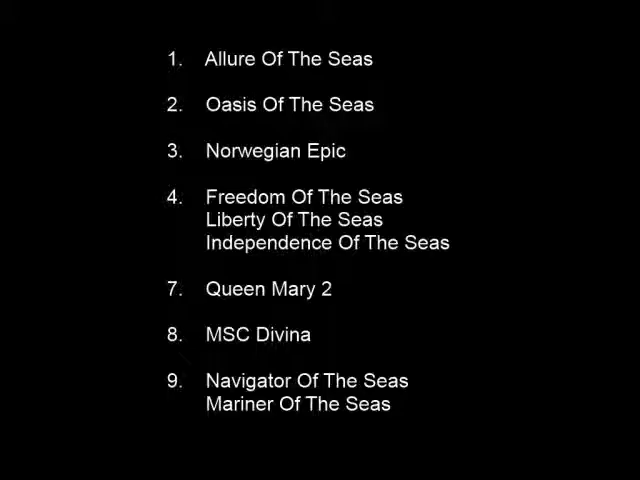 1. Allure Of The Seas
2. Oasis Of The Seas
3. Norwegian Epic
4. Freedom Of The Seas
Liberty Of The Seas
Independence Of The Seas
7. Queen Mary 2
8. MSC Divina
9. Navigator Of The Seas
Mariner Of The Seas